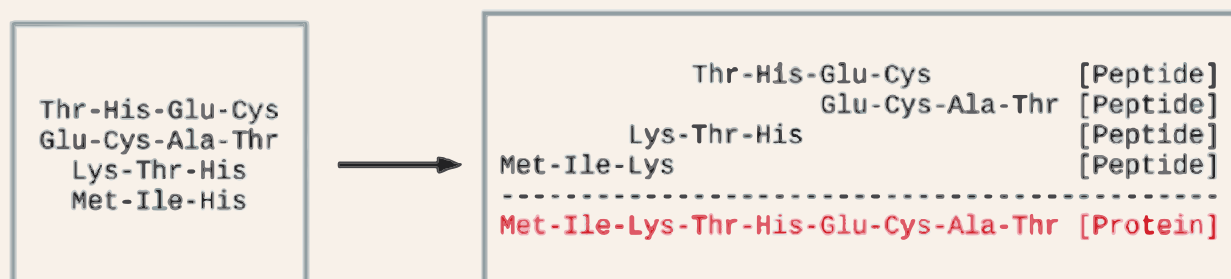 Thr-His-Glu-Cys
Glu-Cys-Ala-Thr
Lys-Thr-His
Met-Ile-His
Thr-His-Glu-Cys [Peptide]
Glu-Cys-Ala-Thr [Peptide]
Lys-Thr-His [Peptide]
Met-Ile-Lys [Peptide]
Met-Ile-Lys-Thr-His-Glu-Cys-Ala-Thr [Protein]